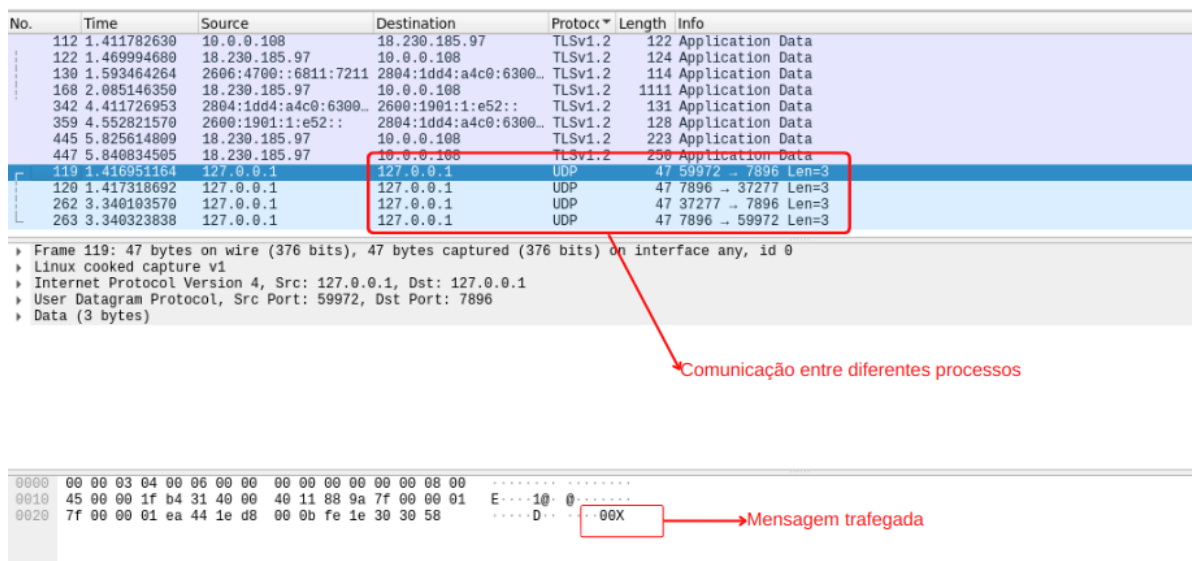 No. Time Source Destination Protocc Length Info
112 1.411782630 10.0.0.108 18.230.185.97 TLSv1.2 122 Application Data
122 1.469994680 18.230.185.97 10.0.0.108 TLSv1.2 124 Application Data
130 1.593464264 2606:4700::6811:7211 2804:1dd4:a4c0:6300… TLSv1.2 114 Application Data
168 2.085146350 18.230.185.97 10.0.0.108 TLSv1.2 1111 Application Data
342 4.411726953 2804:1dd4:a4c0:6300… 2600:1901:1:e52:: TLSv1.2 131 Application Data
359 4.552821570 2600:1901:1:e52:: 2804:1dd4:a4c0:6300… TLSv1.2 128 Application Data
445 5.825614809 18.230.185.97 10.0.0.108 TLSv1.2 223 Application Data
447 5.840834505 18.230.185.97 10.0.0.108 TLSv1.2 250 Application Data
119 1.416951164 127.0.0.1 127.0.0.1 UDP 47 59972 → 7896 Len=3
120 1.417318692 127.0.0.1 127.0.0.1 UDP 47 7896 → 37277 Len=3
262 3.340103570 127.0.0.1 127.0.0.1 UDP 47 37277 → 7896 Len=3
263 3.340323838 127.0.0.1 127.0.0.1 UDP 47 7896 → 59972 Len=3
Frame 119: 47 bytes on wire (376 bits), 47 bytes captured (376 bits) on interface any, id 0
Linux cooked capture v1
Internet Protocol Version 4, Src: 127.0.0.1, Dst: 127.0.0.1
User Datagram Protocol, Src Port: 59972, Dst Port: 7896
Data (3 bytes)
Comunicação entre diferentes processos
0000 00 00 03 04 00 06 00 00 00 00 00 00 00 00 08 00 ········ ········
0010 45 00 00 1f b4 31 40 00 40 11 88 9a 7f 00 00 01 E····1@· @·······
0020 7f 00 00 01 ea 44 1e d8 00 0b fe 1e 30 30 58 ·····D·· ····00X
Mensagem trafegada